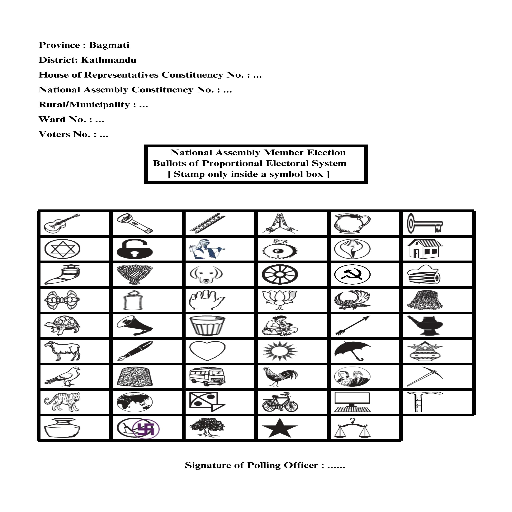 Province : Bagmati
District: Kathmandu
House of Representatives Constituency No. : ...
National Assembly Constituency No. : ...
Rural/Municipality : ...
Ward No. : ...
Voters No. : ...
National Assembly Member Election
Ballots of Proportional Electoral System
[ Stamp only inside a symbol box ]
Signature of Polling Officer : ......